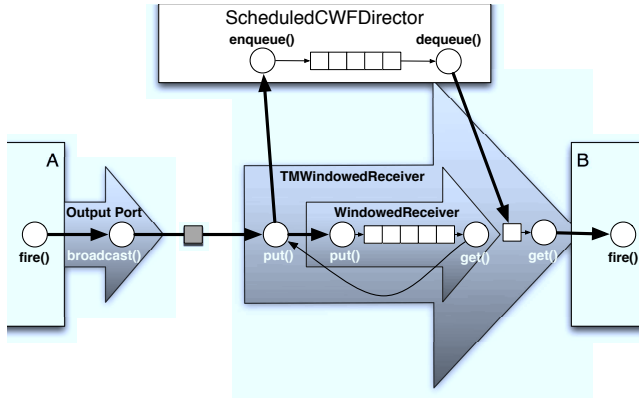 ScheduledCWFDirector
enqueue()
dequeue()
A
B
TMWindowedReceiver
Output Port
WindowedReceiver
fire()
broadcast()
put()
put()
get()
get()
fire()